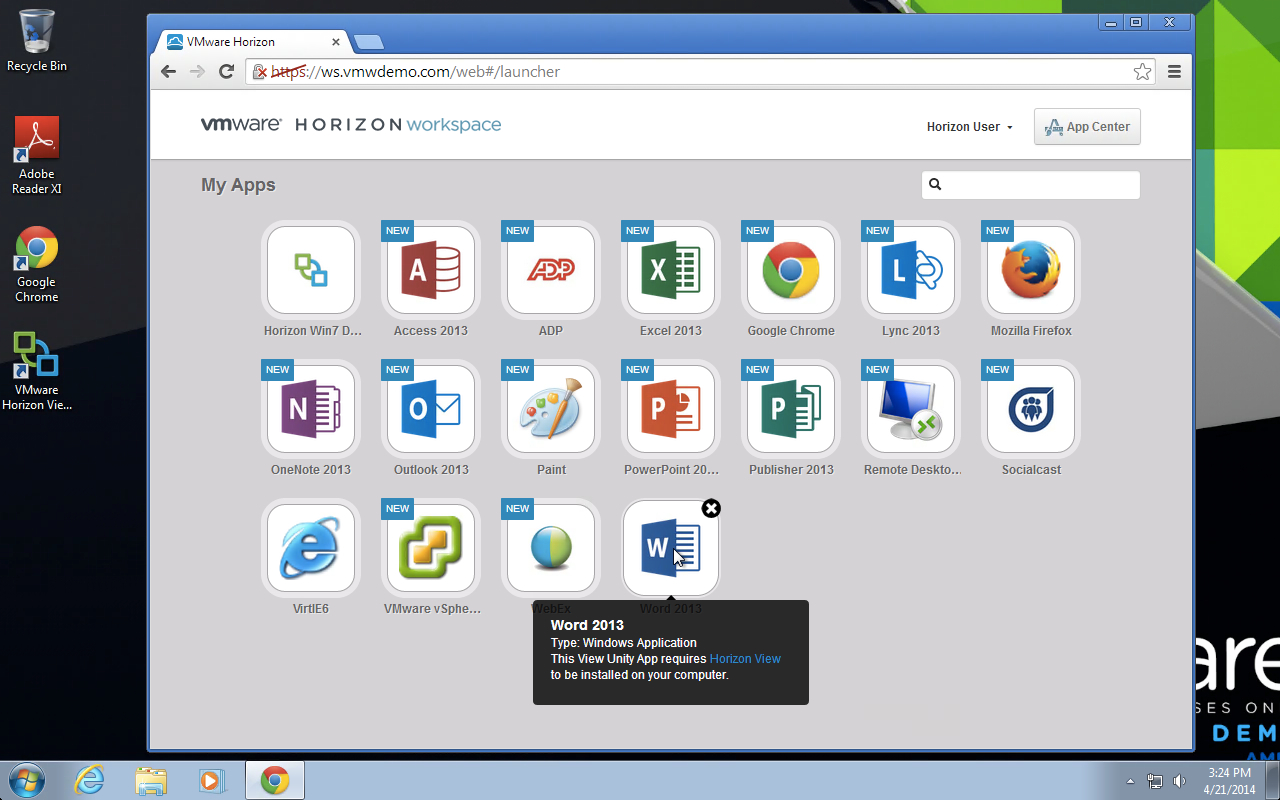 Recycle Bin
Adobe
Reader XI
Google
Chrome
VMware
Horizon Vie...
VMware Horizon
https://ws.vmwdemo.com/web#/launcher
vmware HORIZON workspace
Horizon User
App Center
My Apps
NEW NEW NEW NEW NEW NEW
A X L
Horizon Win7 D... Access 2013 ADP Excel 2013 Google Chrome Lync 2013 Mozilla Firefox
NEW NEW NEW NEW NEW NEW NEW
N O P P
OneNote 2013 Outlook 2013 Paint PowerPoint 20... Publisher 2013 Remote Deskto... Socialcast
NEW NEW
W
VirtIE6 VMware vSphe... WebEx Word 2013
Word 2013
Type: Windows Application
This View Unity App requires Horizon View
to be installed on your computer.
are
SES ON
DEM
AM
3:24 PM
4/21/2014